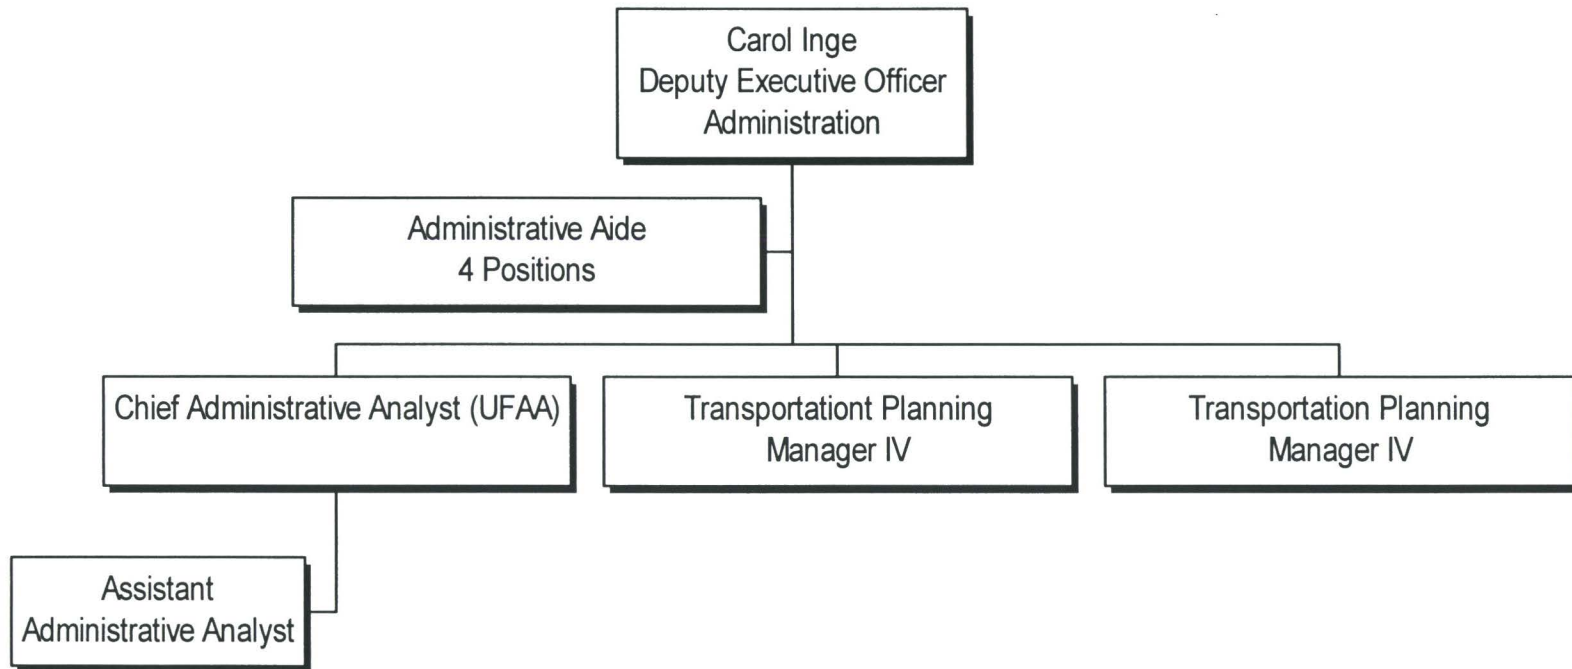 Carol Inge
Deputy Executive Officer
Administration
Administrative Aide
4 Positions
Chief Administrative Analyst (UFAA)
Transportationt Planning
Manager IV
Transportation Planning
Manager IV
Assistant
Administrative Analyst